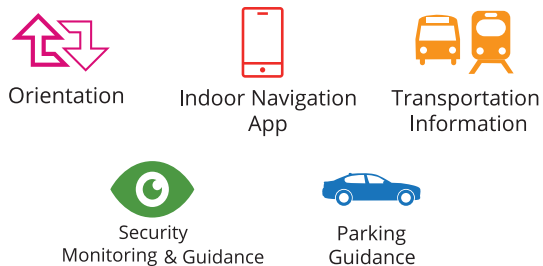 Orientation
Indoor Navigation
App
Transportation
Information
Security
Monitoring & Guidance
Parking
Guidance